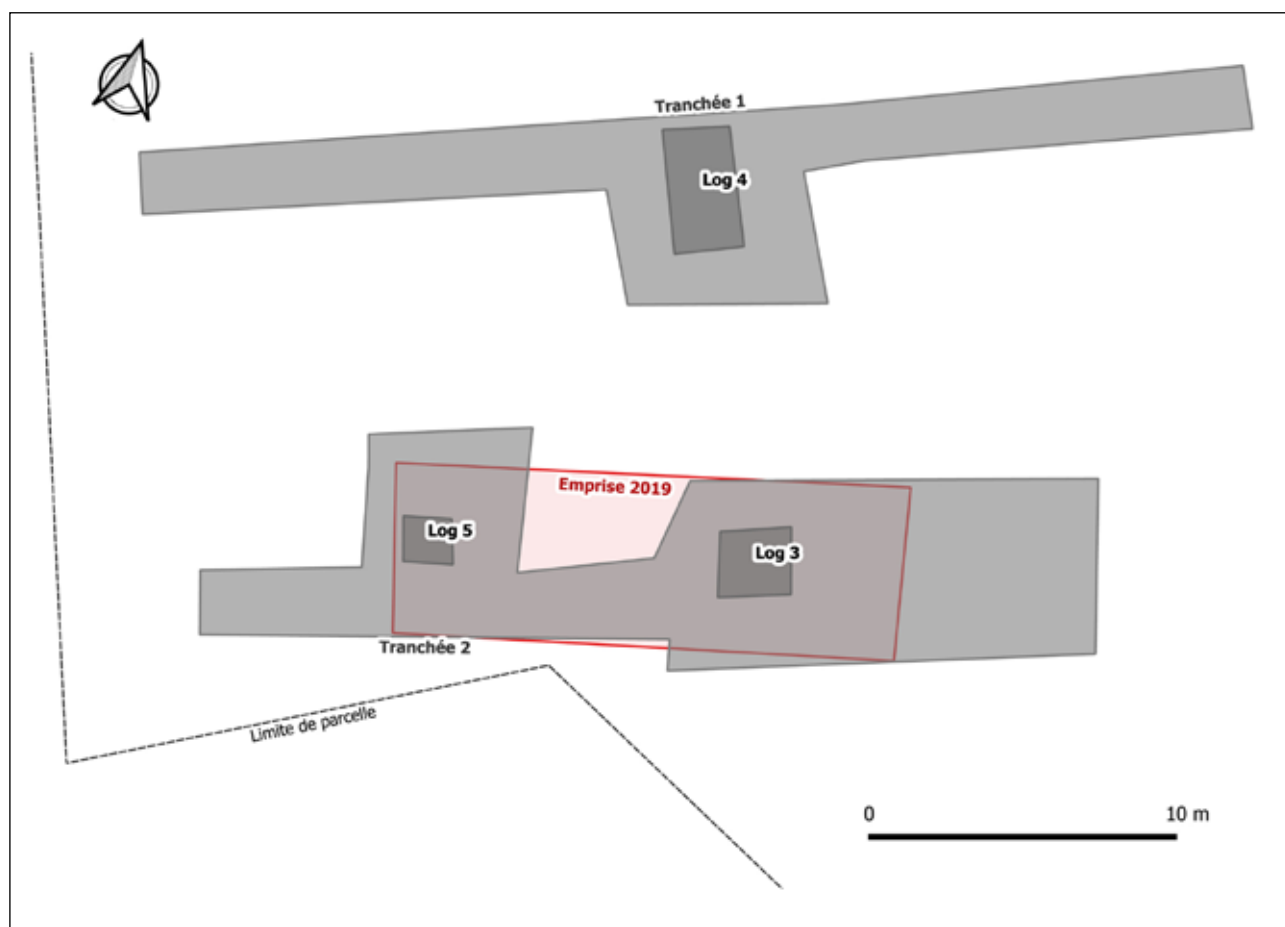 Tranchée 1
Log 4
Emprise 2019
Log 5
Log 3
Tranchée 2
Limite de parcelle
0 10 m